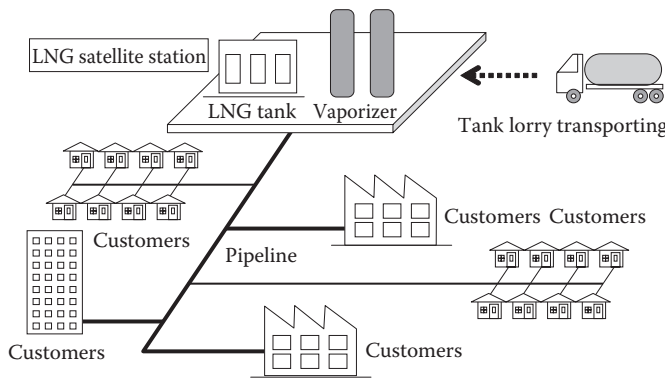 LNG satellite station
LNG tank Vaporizer
Tank lorry transporting
Customers
Customers Customers
Pipeline
Customers
Customers